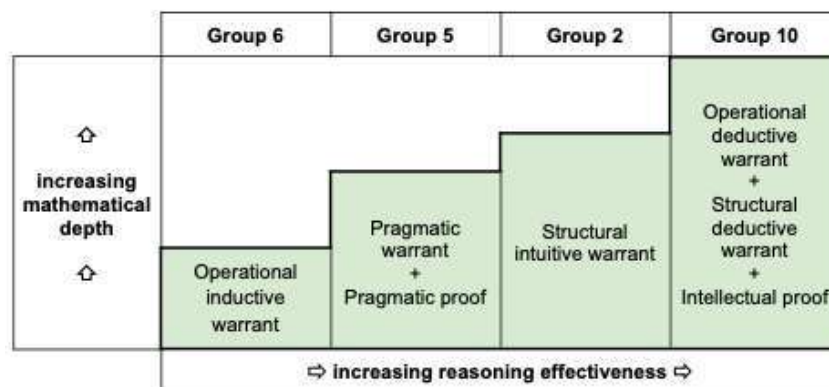 Group 6 Group 5 Group 2 Group 10
⇧
increasing
mathematical
depth
⇧
Operational
inductive
warrant
Pragmatic
warrant
+
Pragmatic proof
Structural
intuitive warrant
Operational
deductive
warrant
+
Structural
deductive
warrant
+
Intellectual proof
⇨ increasing reasoning effectiveness ⇨